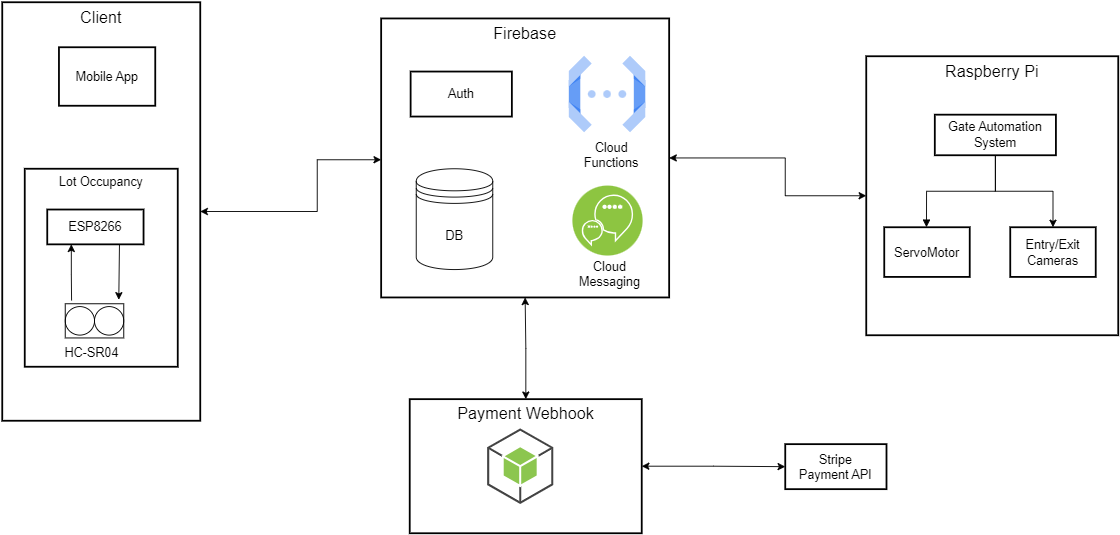 Client
Mobile App
Lot Occupancy
ESP8266
HC-SR04
Firebase
Auth
Cloud
Functions
DB
Cloud
Messaging
Raspberry Pi
Gate Automation
System
ServoMotor
Entry/Exit
Cameras
Payment Webhook
Stripe
Payment API